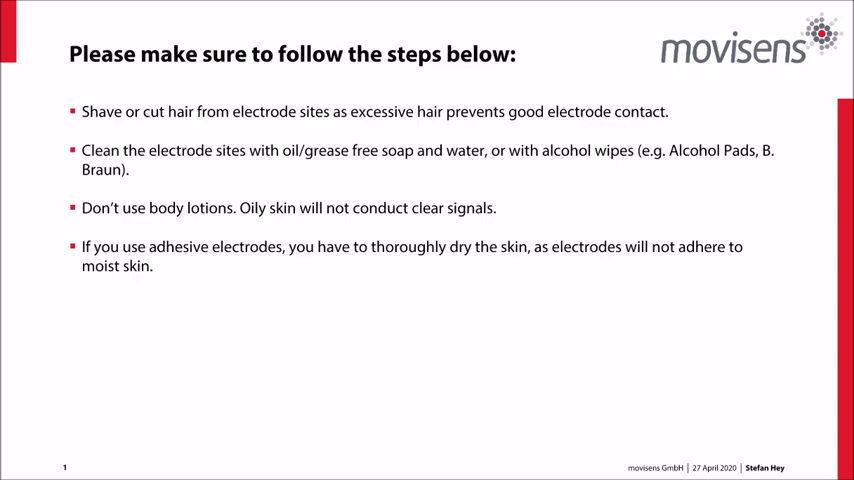 Please make sure to follow the steps below:
movisens
▪ Shave or cut hair from electrode sites as excessive hair prevents good electrode contact.
▪ Clean the electrode sites with oil/grease free soap and water, or with alcohol wipes (e.g. Alcohol Pads, B.
Braun).
▪ Don’t use body lotions. Oily skin will not conduct clear signals.
▪ If you use adhesive electrodes, you have to thoroughly dry the skin, as electrodes will not adhere to
moist skin.
1
movisens GmbH | 27 April 2020 | Stefan Hey